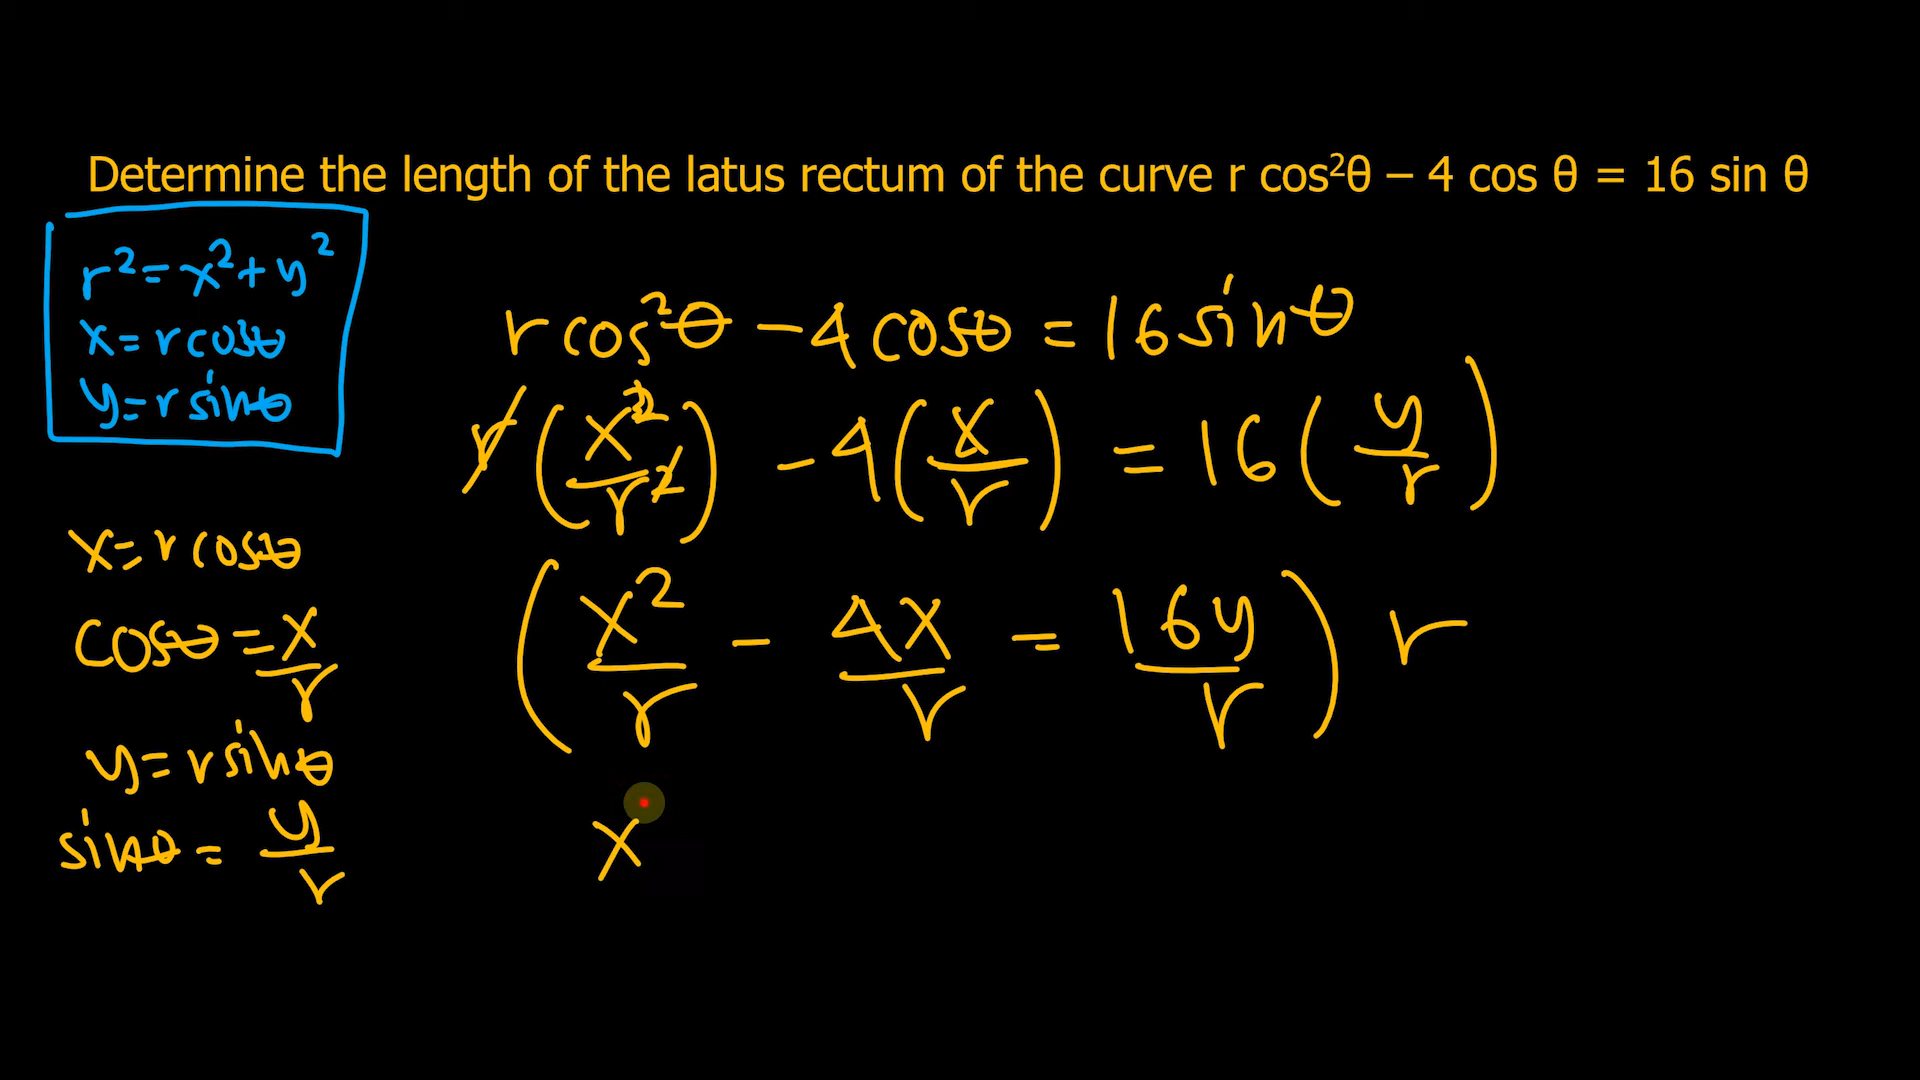 Determine the length of the latus rectum of the curve r cos²θ – 4 cos θ = 16 sin θ
r² = x² + y²
x = r cosθ
y = r sinθ
r cos²θ – 4 cosθ = 16 sinθ
r (x²/r²) – 4 (x/r) = 16 (y/r)
(x²/r – 4x/r = 16y/r) r
x
x = r cosθ
cosθ = x/r
y = r sinθ
sinθ = y/r